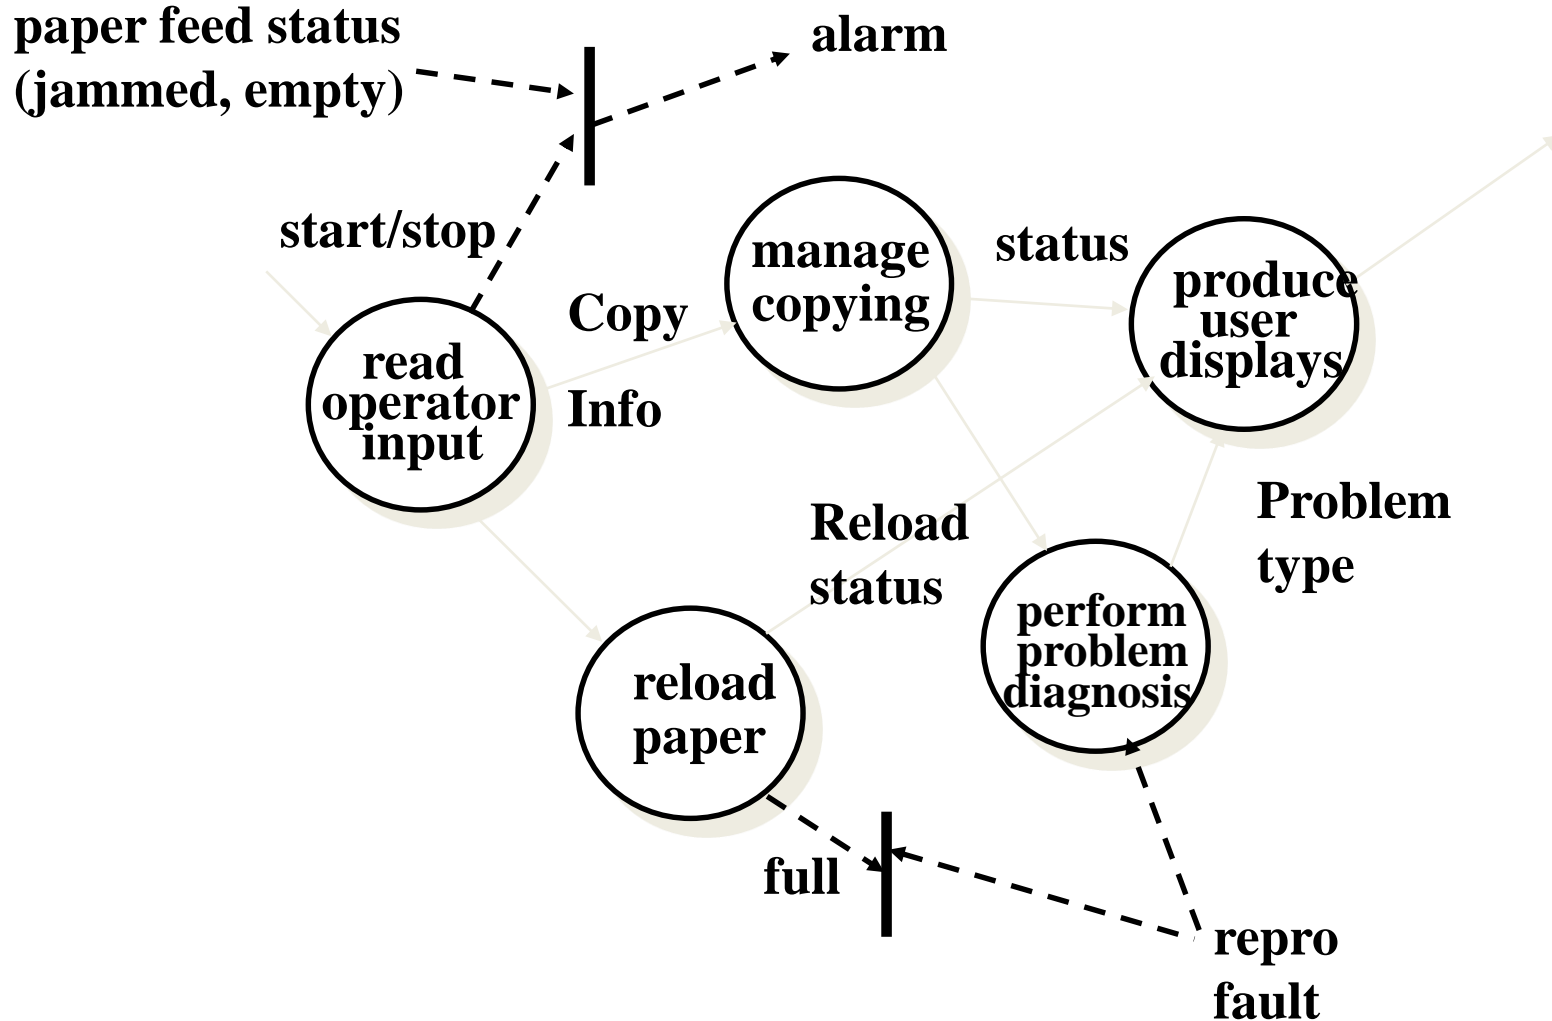 paper feed status
(jammed, empty)
alarm
start/stop
manage
copying
status
produce
user
displays
Copy
Info
read
operator
input
Reload
status
Problem
type
perform
problem
diagnosis
reload
paper
full
repro
fault